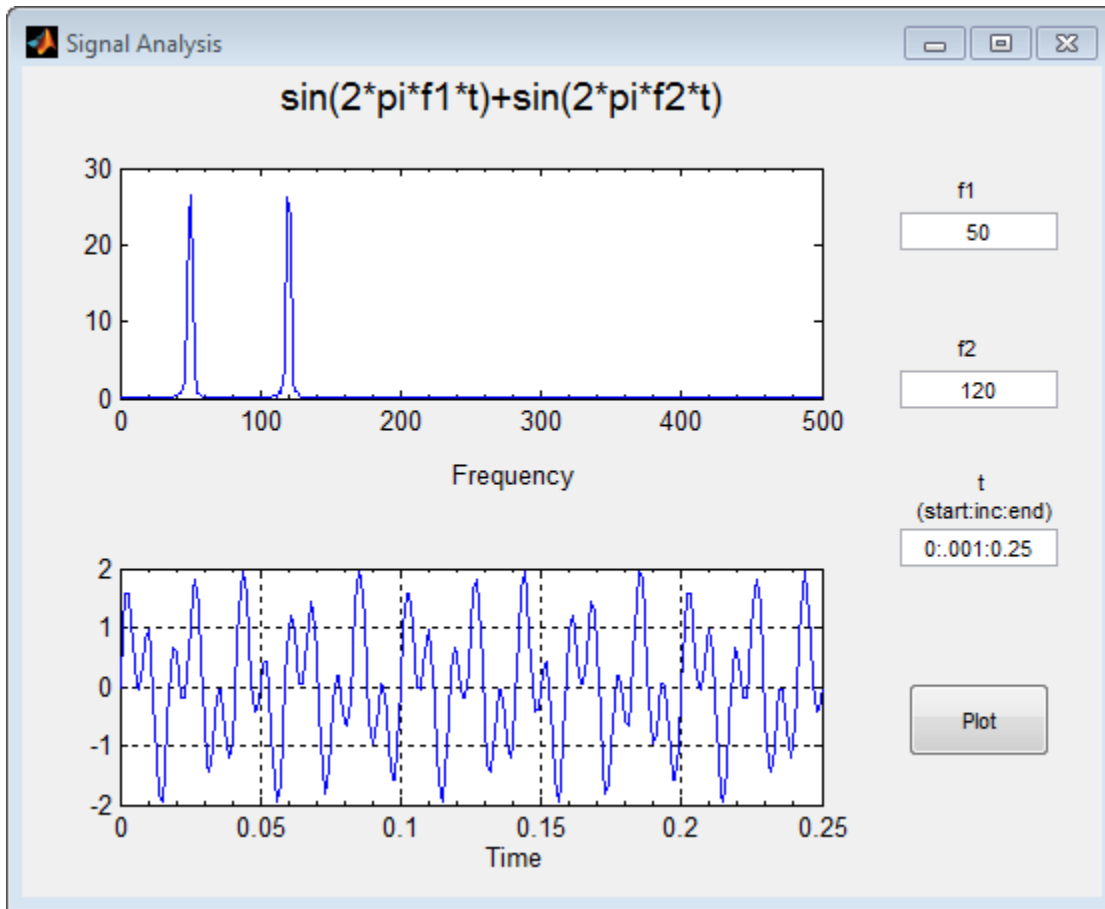 Signal Analysis
sin(2*pi*f1*t)+sin(2*pi*f2*t)
30
20
10
0
0 100 200 300 400 500
Frequency
f1
50
f2
120
t
(start:inc:end)
0:.001:0.25
2
1
0
-1
-2
0 0.05 0.1 0.15 0.2 0.25
Time
Plot